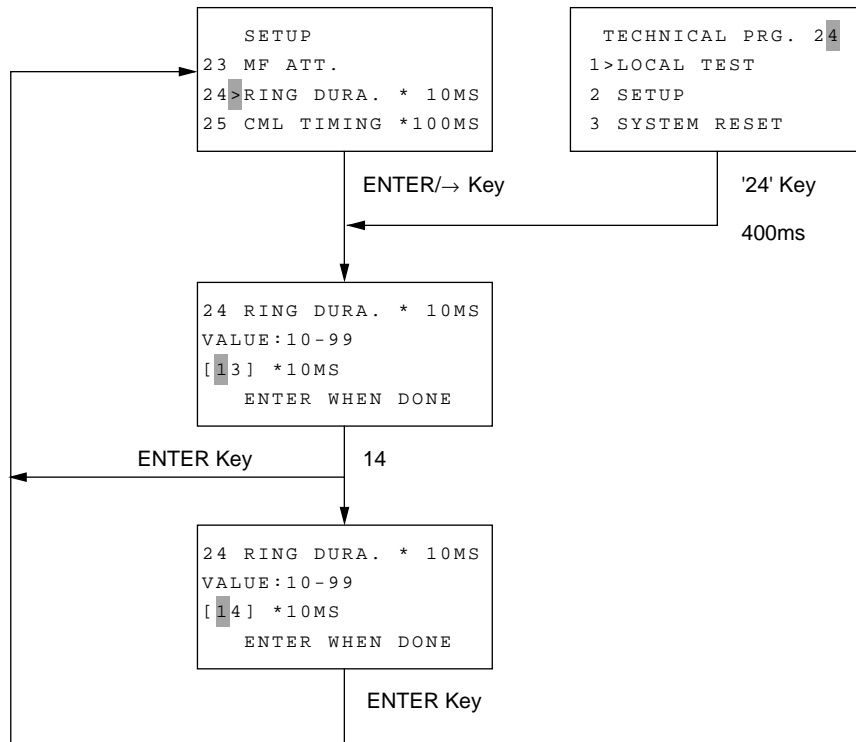 SETUP
23 MF ATT.
24>RING DURA. * 10MS
25 CML TIMING *100MS
TECHNICAL PRG. 24
1>LOCAL TEST
2 SETUP
3 SYSTEM RESET
ENTER/→ Key
'24' Key
400ms
24 RING DURA. * 10MS
VALUE:10-99
[13] *10MS
ENTER WHEN DONE
ENTER Key
14
24 RING DURA. * 10MS
VALUE:10-99
[14] *10MS
ENTER WHEN DONE
ENTER Key